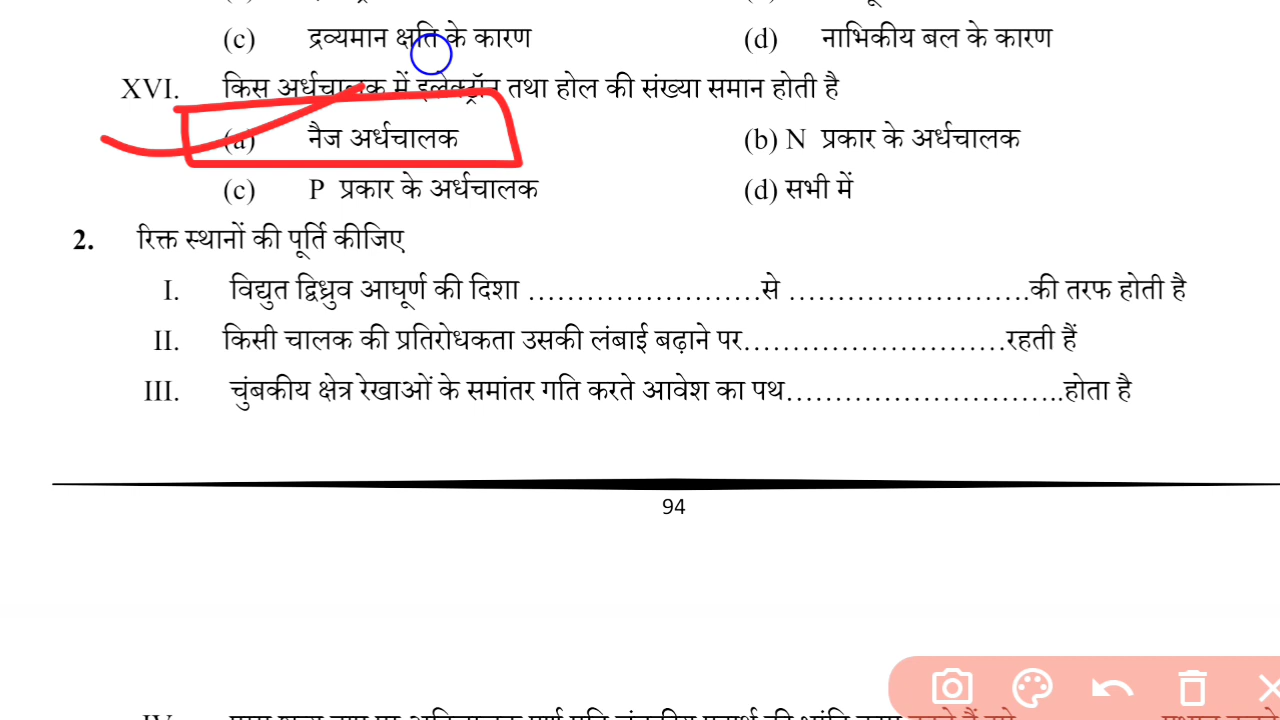 (c) द्रव्यमान क्षति के कारण (d) नाभिकीय बल के कारण
XVI. किस अर्धचालक में इलेक्ट्रॉन तथा होल की संख्या समान होती है
(a) नैज अर्धचालक (b) N प्रकार के अर्धचालक
(c) P प्रकार के अर्धचालक (d) सभी में
2. रिक्त स्थानों की पूर्ति कीजिए
I. विद्युत द्विध्रुव आघूर्ण की दिशा ……………………से …………………….की तरफ होती है
II. किसी चालक की प्रतिरोधकता उसकी लंबाई बढ़ाने पर………………………रहती हैं
III. चुंबकीय क्षेत्र रेखाओं के समांतर गति करते आवेश का पथ………………………..होता है
94
IV.